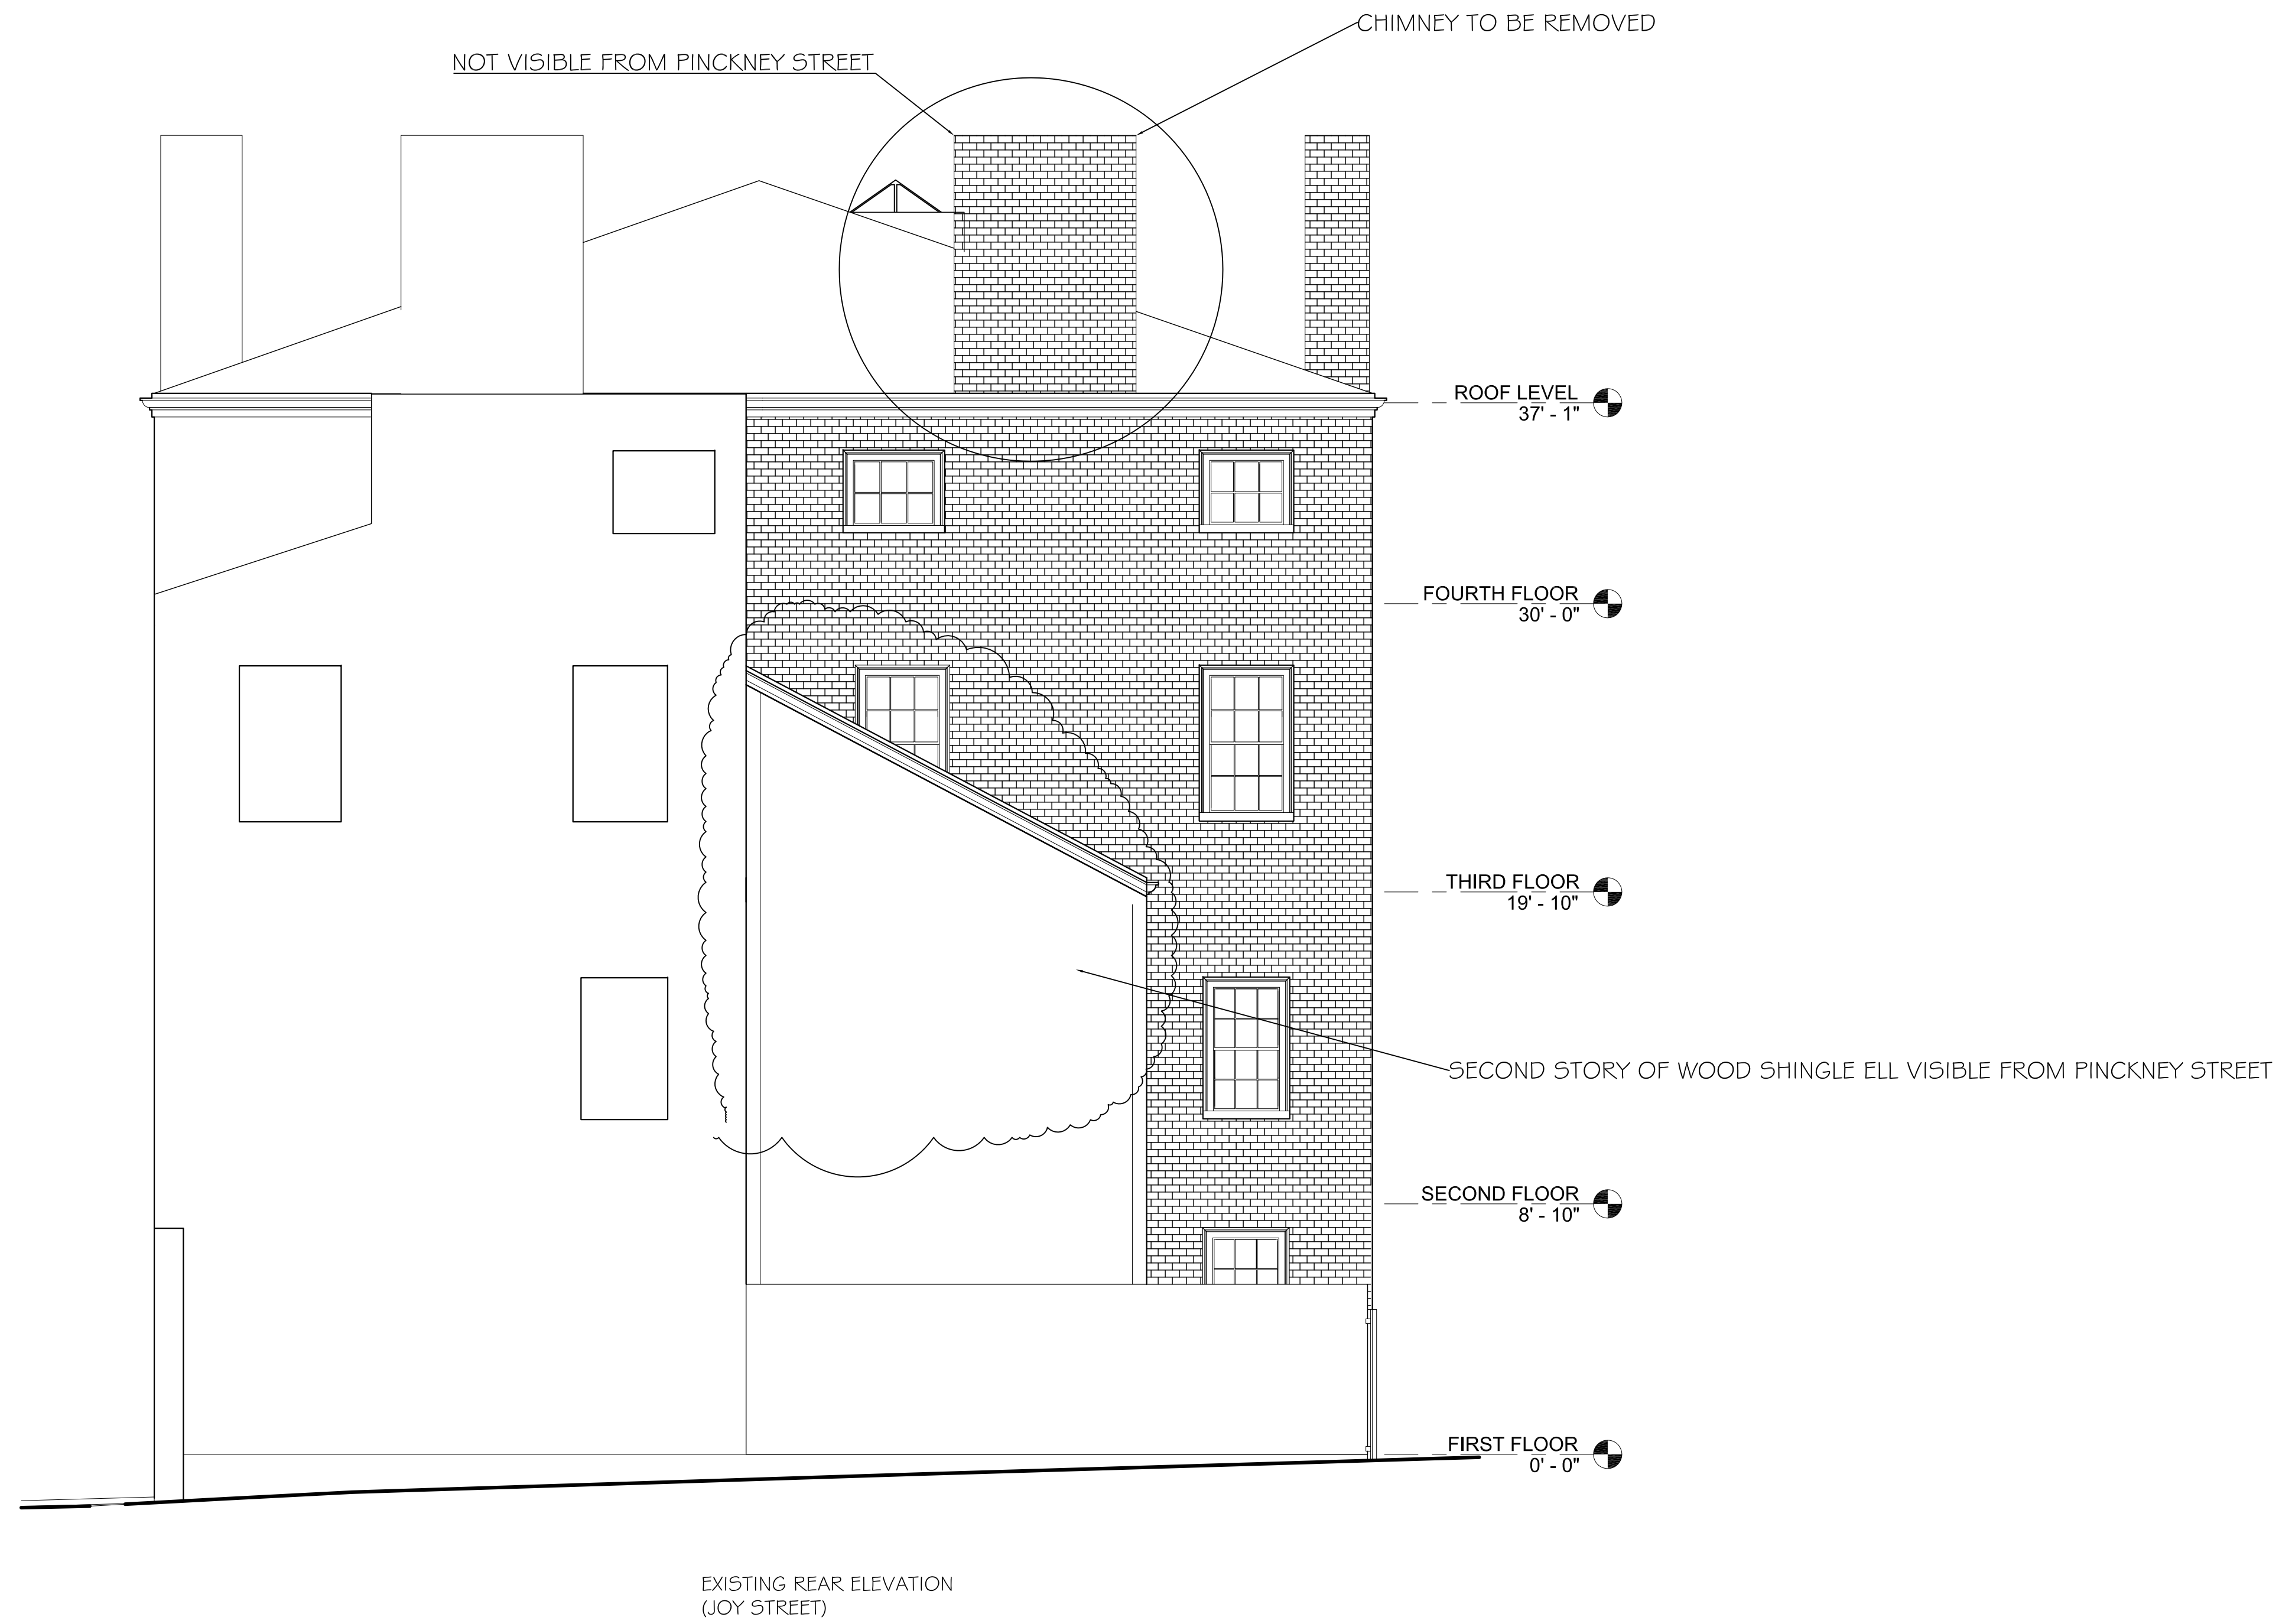 CHIMNEY TO BE REMOVED
NOT VISIBLE FROM PINCKNEY STREET
ROOF LEVEL
37' - 1"
FOURTH FLOOR
30' - 0"
THIRD FLOOR
19' - 10"
SECOND STORY OF WOOD SHINGLE ELL VISIBLE FROM PINCKNEY STREET
SECOND FLOOR
8' - 10"
FIRST FLOOR
0' - 0"
EXISTING REAR ELEVATION
(JOY STREET)